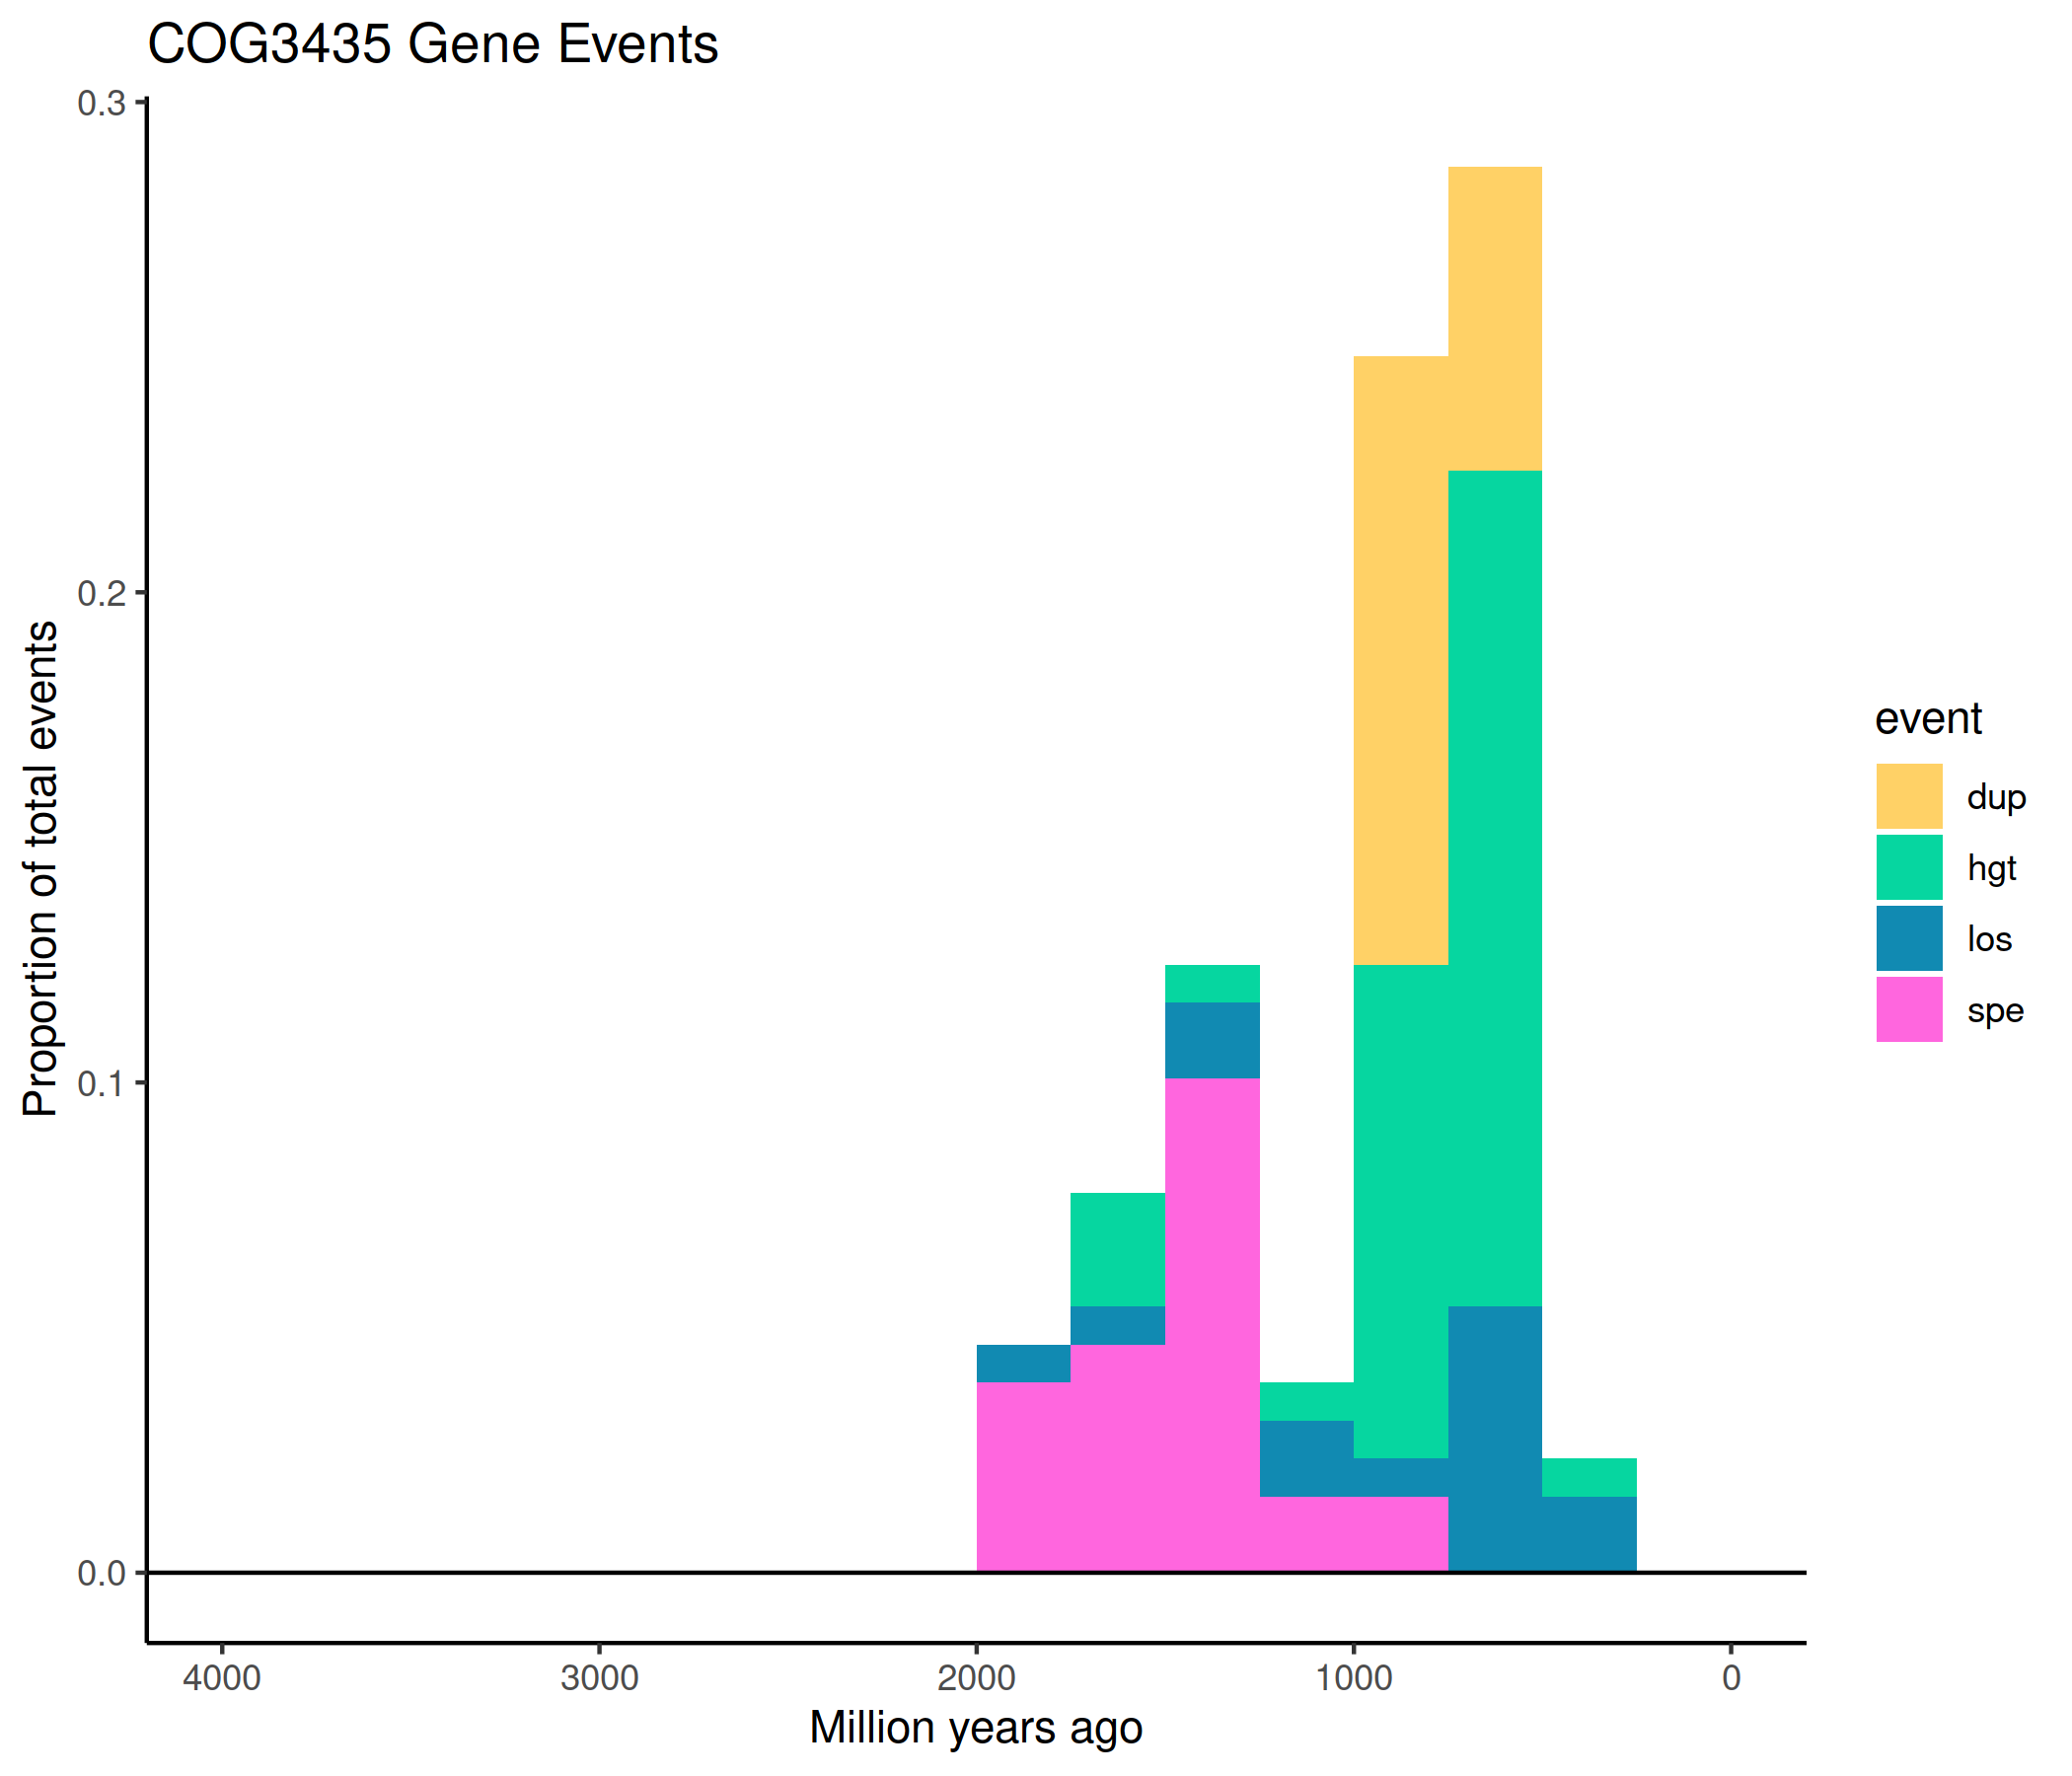 COG3435 Gene Events
0.3
0.2
0.1
0.0
Proportion of total events
4000 3000 2000 1000 0
Million years ago
event
dup
hgt
los
spe